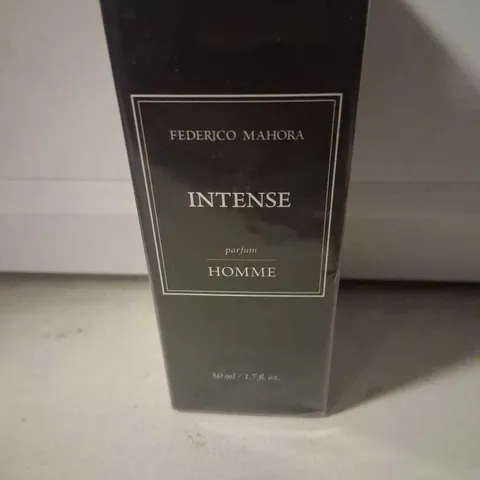 FEDERICO MAHORA
INTENSE
parfum
HOMME
50 ml / 1.7 fl. oz.